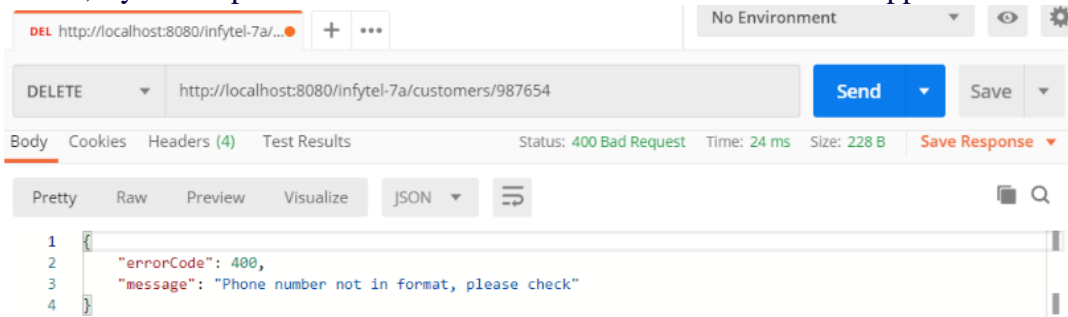 No Environment
DEL http://localhost:8080/infytel-7a/... + •••
DELETE http://localhost:8080/infytel-7a/customers/987654 Send Save
Body Cookies Headers (4) Test Results Status: 400 Bad Request Time: 24 ms Size: 228 B Save Response
Pretty Raw Preview Visualize JSON
1 {
2 "errorCode": 400,
3 "message": "Phone number not in format, please check"
4 }